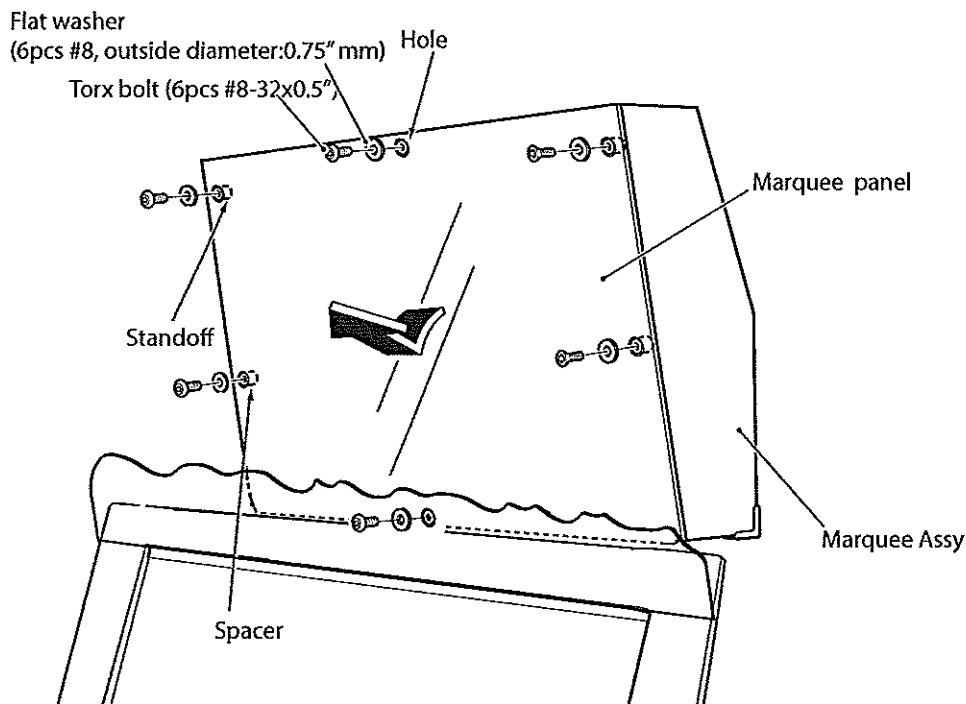 Flat washer
(6pcs #8, outside diameter:0.75" mm)
Hole
Torx bolt (6pcs #8-32x0.5")
Marquee panel
Standoff
Marquee Assy
Spacer